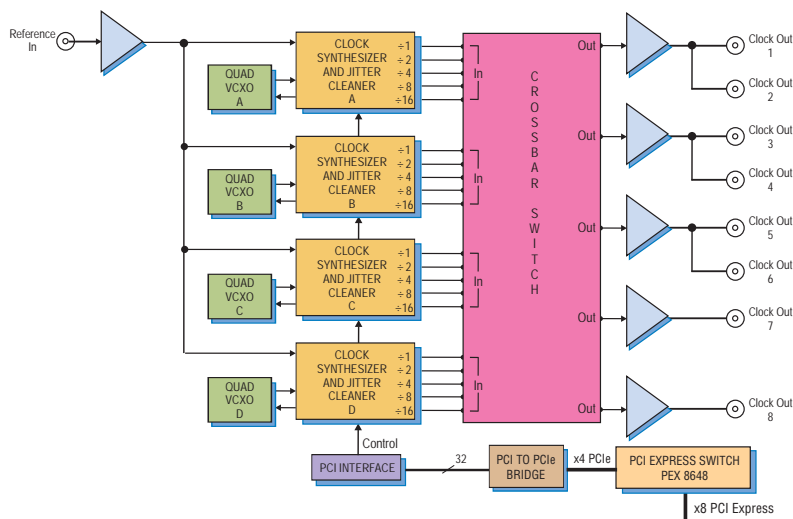 Reference
In
QUAD
VCXO
A
CLOCK
SYNTHESIZER
AND JITTER
CLEANER
A
÷1
÷2
÷4
÷8
÷16
In
QUAD
VCXO
B
CLOCK
SYNTHESIZER
AND JITTER
CLEANER
B
÷1
÷2
÷4
÷8
÷16
In
QUAD
VCXO
C
CLOCK
SYNTHESIZER
AND JITTER
CLEANER
C
÷1
÷2
÷4
÷8
÷16
In
QUAD
VCXO
D
CLOCK
SYNTHESIZER
AND JITTER
CLEANER
D
÷1
÷2
÷4
÷8
÷16
In
CROSSBAR SWITCH
Out
Clock Out
1
Clock Out
2
Out
Clock Out
3
Clock Out
4
Out
Clock Out
5
Clock Out
6
Out
Clock Out
7
Out
Clock Out
8
Control
PCI INTERFACE
32
PCI TO PCIe
BRIDGE
x4 PCIe
PCI EXPRESS SWITCH
PEX 8648
x8 PCI Express